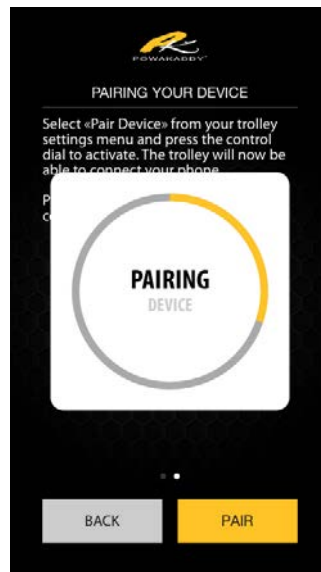 POWAKADDY
PAIRING YOUR DEVICE
Select «Pair Device» from your trolley
settings menu and press the control
dial to activate. The trolley will now be
able to connect your phone
PAIRING
DEVICE
BACK
PAIR